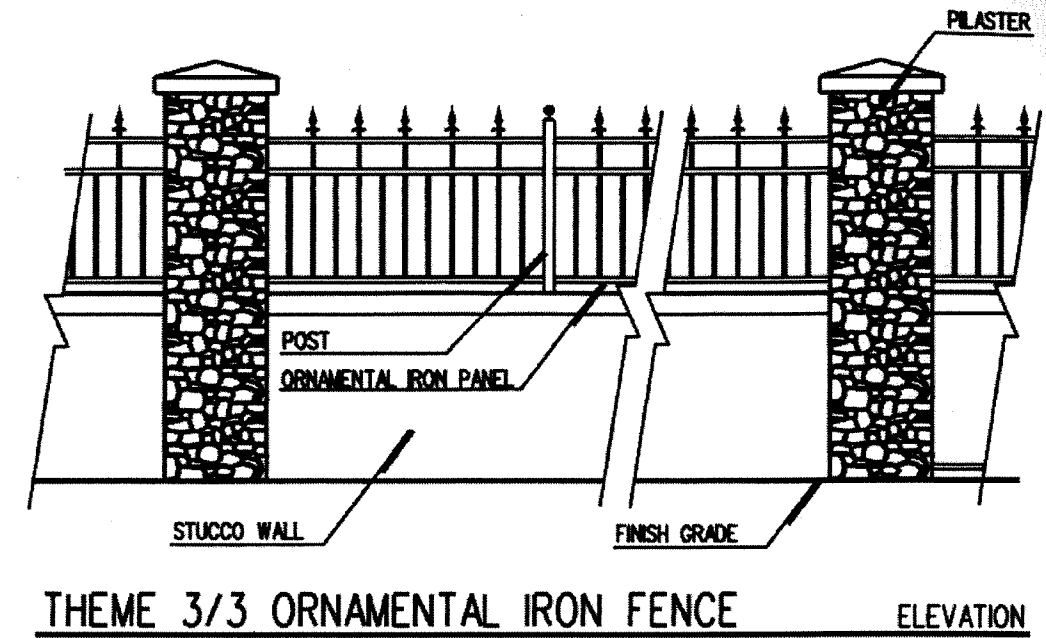 PILASTER
POST
ORNAMENTAL IRON PANEL
STUCCO WALL
FINISH GRADE
THEME 3/3 ORNAMENTAL IRON FENCE
ELEVATION